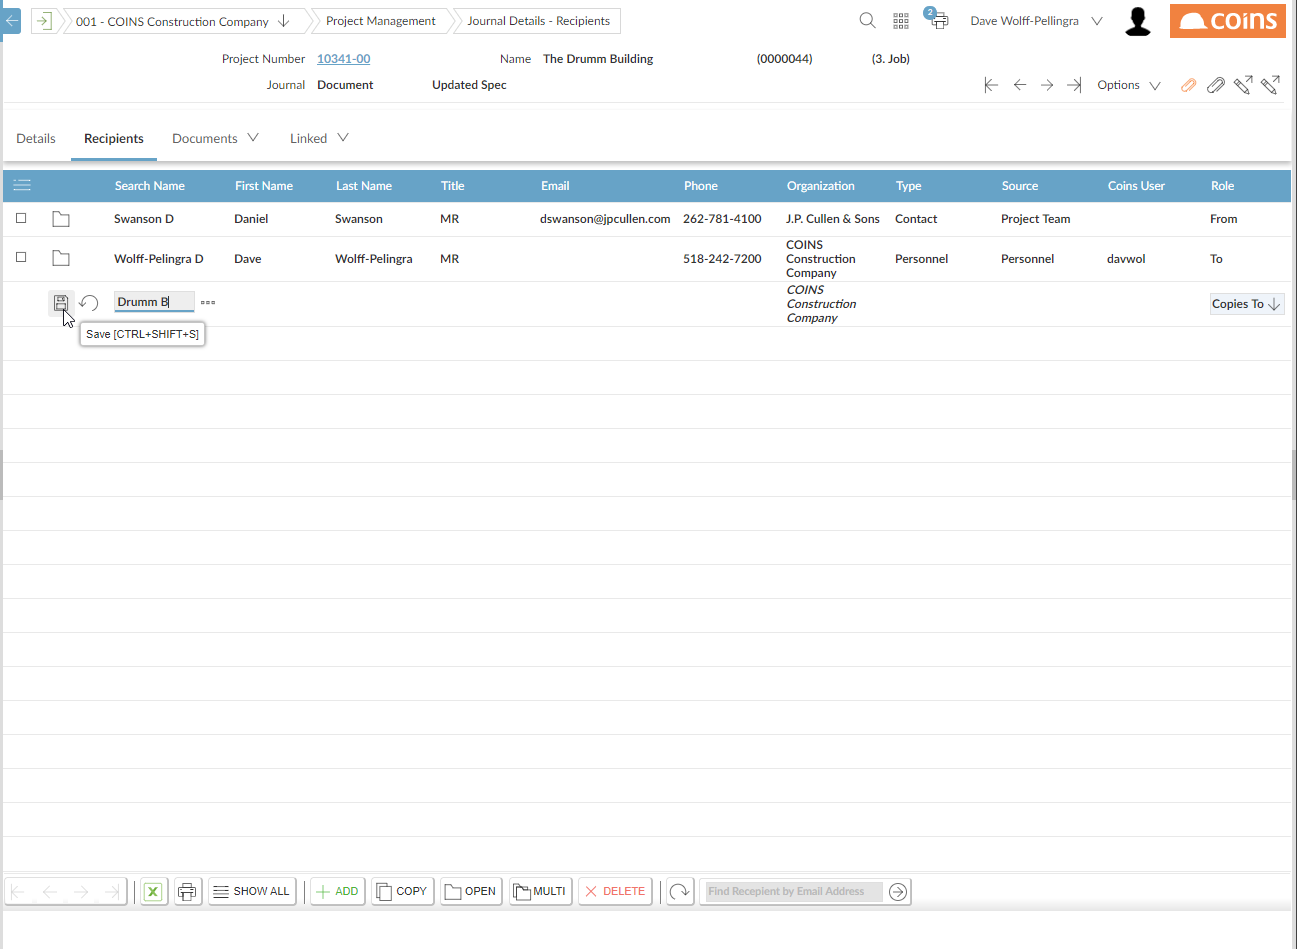 001 - COINS Construction Company
Project Management
Journal Details - Recipients
2
Dave Wolff-Pellingra
coins
Project Number 10341-00 Name The Drumm Building (0000044) (3. Job)
Journal Document Updated Spec
Options
Details Recipients Documents Linked
Search Name First Name Last Name Title Email Phone Organization Type Source Coins User Role
Swanson D Daniel Swanson MR dswanson@jpcullen.com 262-781-4100 J.P. Cullen & Sons Contact Project Team From
Wolff-Pelingra D Dave Wolff-Pelingra MR 518-242-7200 COINS Construction Company Personnel Personnel davwol To
Drumm B COINS Construction Company Copies To
Save [CTRL+SHIFT+S]
X SHOW ALL ADD COPY OPEN MULTI DELETE Find Recepient by Email Address